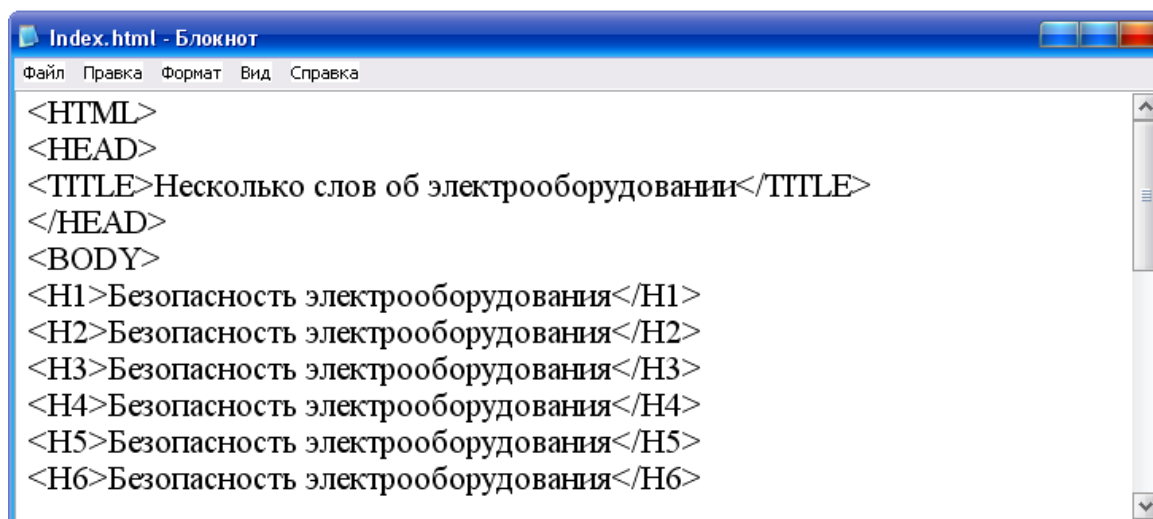 Index.html - Блокнот
Файл Правка Формат Вид Справка
<HTML>
<HEAD>
<TITLE>Несколько слов об электрооборудовании</TITLE>
</HEAD>
<BODY>
<H1>Безопасность электрооборудования</H1>
<H2>Безопасность электрооборудования</H2>
<H3>Безопасность электрооборудования</H3>
<H4>Безопасность электрооборудования</H4>
<H5>Безопасность электрооборудования</H5>
<H6>Безопасность электрооборудования</H6>